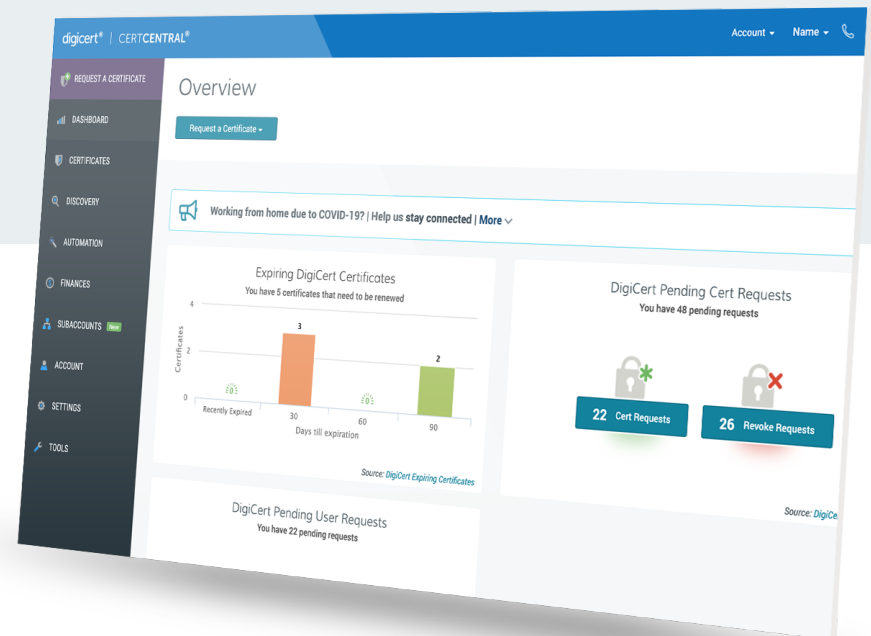 digicert® | CERTCENTRAL®
Account
Name
REQUEST A CERTIFICATE
DASHBOARD
CERTIFICATES
DISCOVERY
AUTOMATION
FINANCES
SUBACCOUNTS New
ACCOUNT
SETTINGS
TOOLS
Overview
Request a Certificate
Working from home due to COVID-19? | Help us stay connected | More
Expiring DigiCert Certificates
You have 5 certificates that need to be renewed
Certificates
4
2
0
0
3
0
2
Recently Expired
30
60
90
Days till expiration
Source: DigiCert Expiring Certificates
DigiCert Pending Cert Requests
You have 48 pending requests
22 Cert Requests
26 Revoke Requests
Source: DigiCe
DigiCert Pending User Requests
You have 22 pending requests